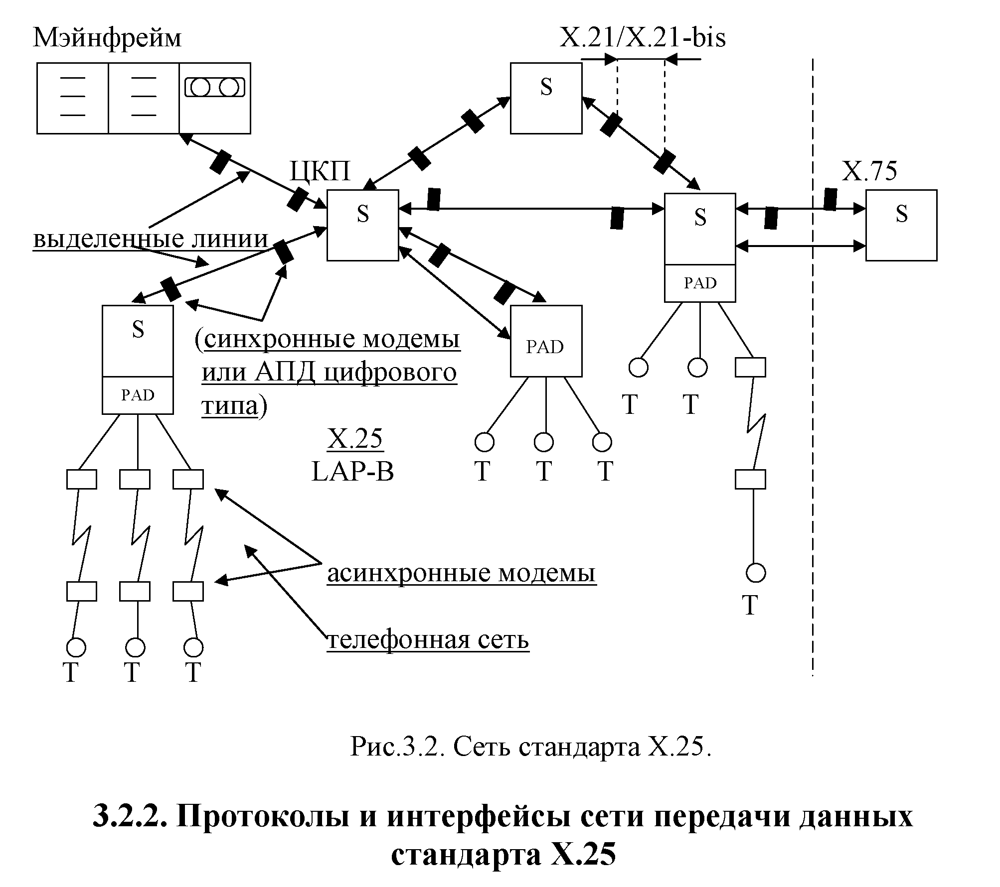 Мэйнфрейм
X.21/X.21-bis
S
ЦКП
X.75
S
S
S
выделенные линии
PAD
S
(синхронные модемы
или АПД цифрового
типа)
PAD
PAD
T
T
X.25
LAP-B
T
T
T
асинхронные модемы
T
телефонная сеть
T
T
T
Рис.3.2. Сеть стандарта X.25.
3.2.2. Протоколы и интерфейсы сети передачи данных
стандарта X.25